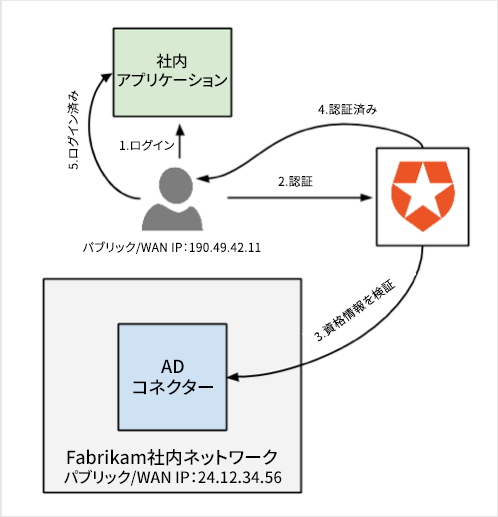 社内
アプリケーション
4.認証済み
5.ログイン済み
1.ログイン
2.認証
パブリック/WAN IP：190.49.42.11
3.資格情報を検証
AD
コネクター
Fabrikam社内ネットワーク
パブリック/WAN IP：24.12.34.56